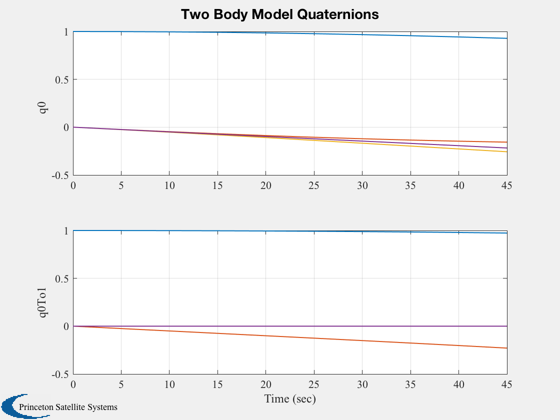 Two Body Model Quaternions
1
0.5
0
-0.5
q0
0 5 10 15 20 25 30 35 40 45
1
0.5
0
-0.5
q0To1
0 5 10 15 20 25 30 35 40 45
Time (sec)
Princeton Satellite Systems